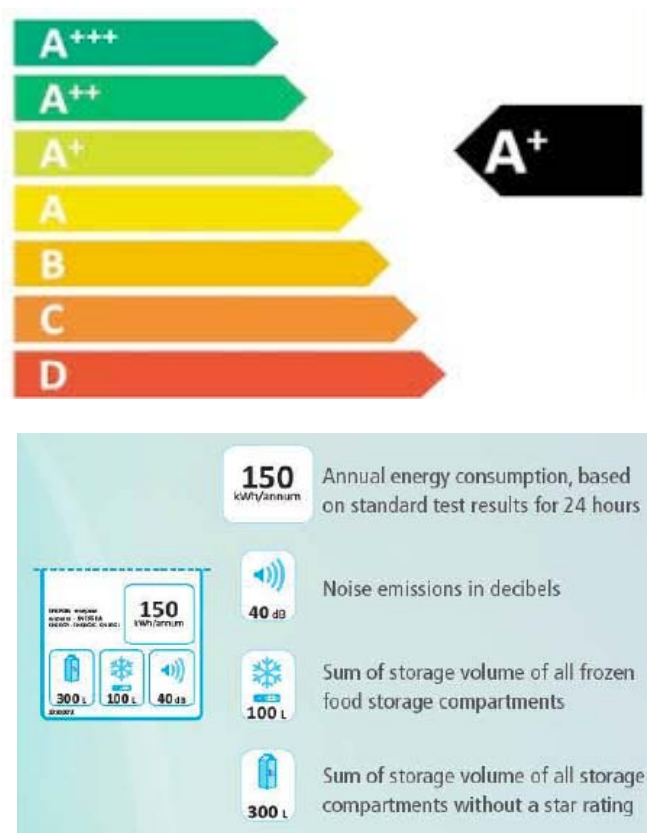 A+++
A++
A+
A+
A
B
C
D
150
kWh/annum
Annual energy consumption, based
on standard test results for 24 hours
40 dB
Noise emissions in decibels
150
kWh/annum
300 L
100 L
40 dB
100 L
Sum of storage volume of all frozen
food storage compartments
300 L
Sum of storage volume of all storage
compartments without a star rating